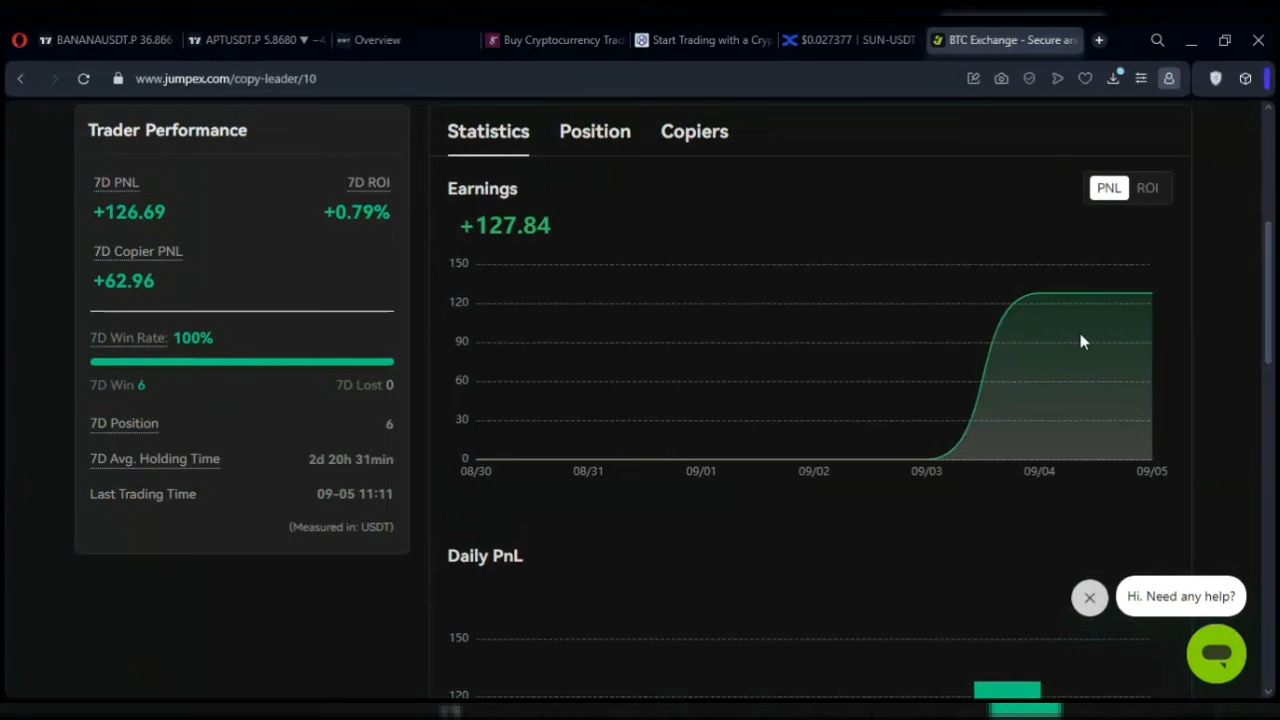 BANANAUSDT.P 36.866
APTUSDT.P 5.8680 ▼ −4
Overview
Buy Cryptocurrency Trad
Start Trading with a Cryp
$0.027377 | SUN-USDT
BTC Exchange - Secure an
www.jumpex.com/copy-leader/10
Trader Performance
7D PNL
7D ROI
+126.69
+0.79%
7D Copier PNL
+62.96
7D Win Rate: 100%
7D Win 6
7D Lost 0
7D Position
6
7D Avg. Holding Time
2d 20h 31min
Last Trading Time
09-05 11:11
(Measured in: USDT)
Statistics
Position
Copiers
Earnings
PNL
ROI
+127.84
150
120
90
60
30
0
08/30
08/31
09/01
09/02
09/03
09/04
09/05
Daily PnL
150
120
Hi. Need any help?